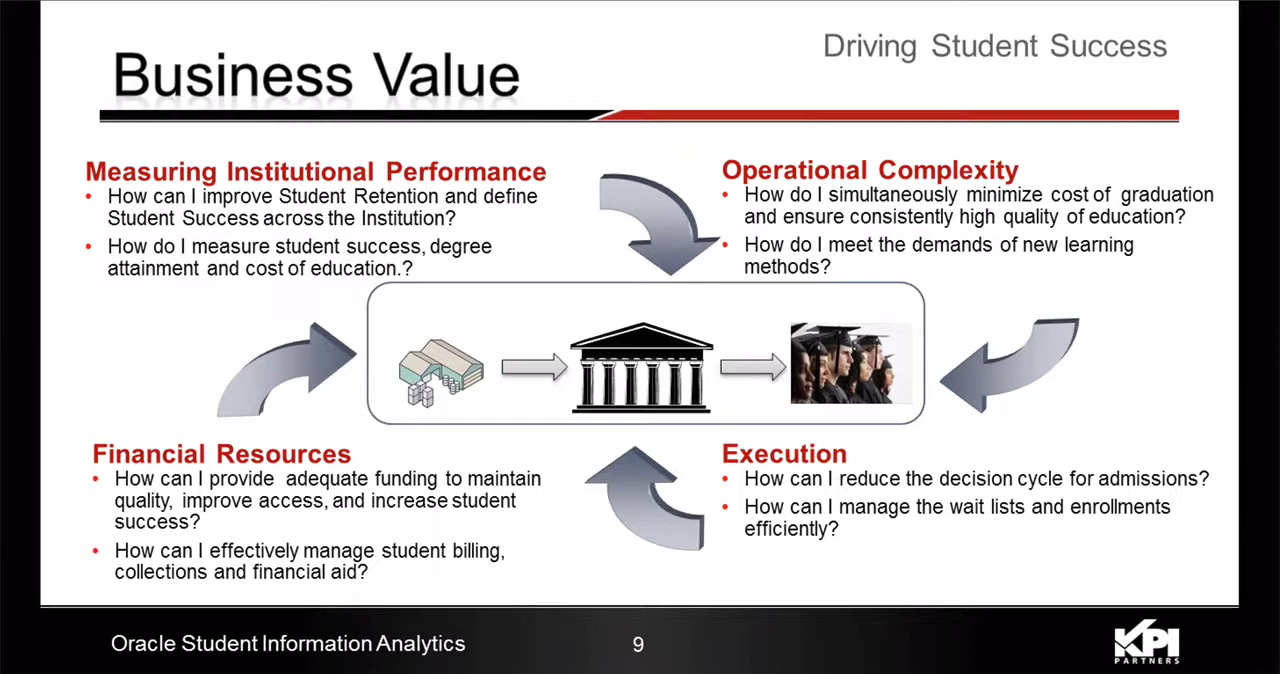 Driving Student Success
Business Value
Measuring Institutional Performance
• How can I improve Student Retention and define
Student Success across the Institution?
• How do I measure student success, degree
attainment and cost of education.?
Operational Complexity
• How do I simultaneously minimize cost of graduation
and ensure consistently high quality of education?
• How do I meet the demands of new learning
methods?
Financial Resources
• How can I provide adequate funding to maintain
quality, improve access, and increase student
success?
• How can I effectively manage student billing,
collections and financial aid?
Execution
• How can I reduce the decision cycle for admissions?
• How can I manage the wait lists and enrollments
efficiently?
Oracle Student Information Analytics
9
KPI
PARTNERS